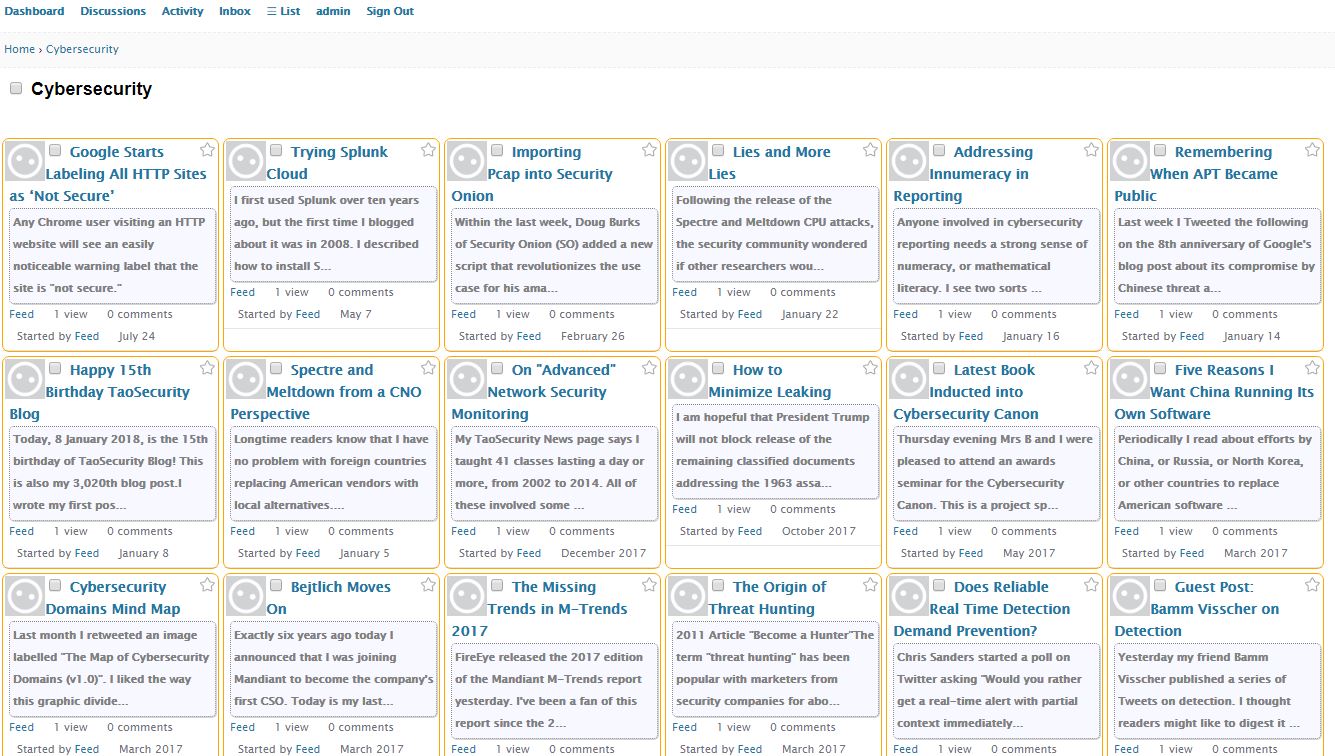 Dashboard Discussions Activity Inbox ☰ List admin Sign Out
Home › Cybersecurity
Cybersecurity
Google Starts
Labeling All HTTP Sites
as ‘Not Secure’
Any Chrome user visiting an HTTP
website will see an easily
noticeable warning label that the
site is "not secure."
Feed 1 view 0 comments
Started by Feed July 24
Trying Splunk
Cloud
I first used Splunk over ten years
ago, but the first time I blogged
about it was in 2008. I described
how to install S...
Feed 1 view 0 comments
Started by Feed May 7
Importing
Pcap into Security
Onion
Within the last week, Doug Burks
of Security Onion (SO) added a new
script that revolutionizes the use
case for his ama...
Feed 1 view 0 comments
Started by Feed February 26
Lies and More
Lies
Following the release of the
Spectre and Meltdown CPU attacks,
the security community wondered
if other researchers wou...
Feed 1 view 0 comments
Started by Feed January 22
Addressing
Innumeracy in
Reporting
Anyone involved in cybersecurity
reporting needs a strong sense of
numeracy, or mathematical
literacy. I see two sorts ...
Feed 1 view 0 comments
Started by Feed January 16
Remembering
When APT Became
Public
Last week I Tweeted the following
on the 8th anniversary of Google's
blog post about its compromise by
Chinese threat a...
Feed 1 view 0 comments
Started by Feed January 14
Happy 15th
Birthday TaoSecurity
Blog
Today, 8 January 2018, is the 15th
birthday of TaoSecurity Blog! This
is also my 3,020th blog post.I
wrote my first pos...
Feed 1 view 0 comments
Started by Feed January 8
Spectre and
Meltdown from a CNO
Perspective
Longtime readers know that I have
no problem with foreign countries
replacing American vendors with
local alternatives....
Feed 1 view 0 comments
Started by Feed January 5
On "Advanced"
Network Security
Monitoring
My TaoSecurity News page says I
taught 41 classes lasting a day or
more, from 2002 to 2014. All of
these involved some ...
Feed 1 view 0 comments
Started by Feed December 2017
How to
Minimize Leaking
I am hopeful that President Trump
will not block release of the
remaining classified documents
addressing the 1963 assa...
Feed 1 view 0 comments
Started by Feed October 2017
Latest Book
Inducted into
Cybersecurity Canon
Thursday evening Mrs B and I were
pleased to attend an awards
seminar for the Cybersecurity
Canon. This is a project sp...
Feed 1 view 0 comments
Started by Feed May 2017
Five Reasons I
Want China Running Its
Own Software
Periodically I read about efforts by
China, or Russia, or North Korea,
or other countries to replace
American software ...
Feed 1 view 0 comments
Started by Feed March 2017
Cybersecurity
Domains Mind Map
Last month I retweeted an image
labelled "The Map of Cybersecurity
Domains (v1.0)". I liked the way
this graphic divide...
Feed 1 view 0 comments
Started by Feed March 2017
Bejtlich Moves
On
Exactly six years ago today I
announced that I was joining
Mandiant to become the company's
first CSO. Today is my last...
Feed 1 view 0 comments
Started by Feed March 2017
The Missing
Trends in M-Trends
2017
FireEye released the 2017 edition
of the Mandiant M-Trends report
yesterday. I've been a fan of this
report since the 2...
Feed 1 view 0 comments
The Origin of
Threat Hunting
2011 Article "Become a Hunter"The
term "threat hunting" has been
popular with marketers from
security companies for abo...
Feed 1 view 0 comments
Started by Feed March 2017
Does Reliable
Real Time Detection
Demand Prevention?
Chris Sanders started a poll on
Twitter asking "Would you rather
get a real-time alert with partial
context immediately...
Feed 1 view 0 comments
Guest Post:
Bamm Visscher on
Detection
Yesterday my friend Bamm
Visscher published a series of
Tweets on detection. I thought
readers might like to digest it ...
Feed 1 view 0 comments